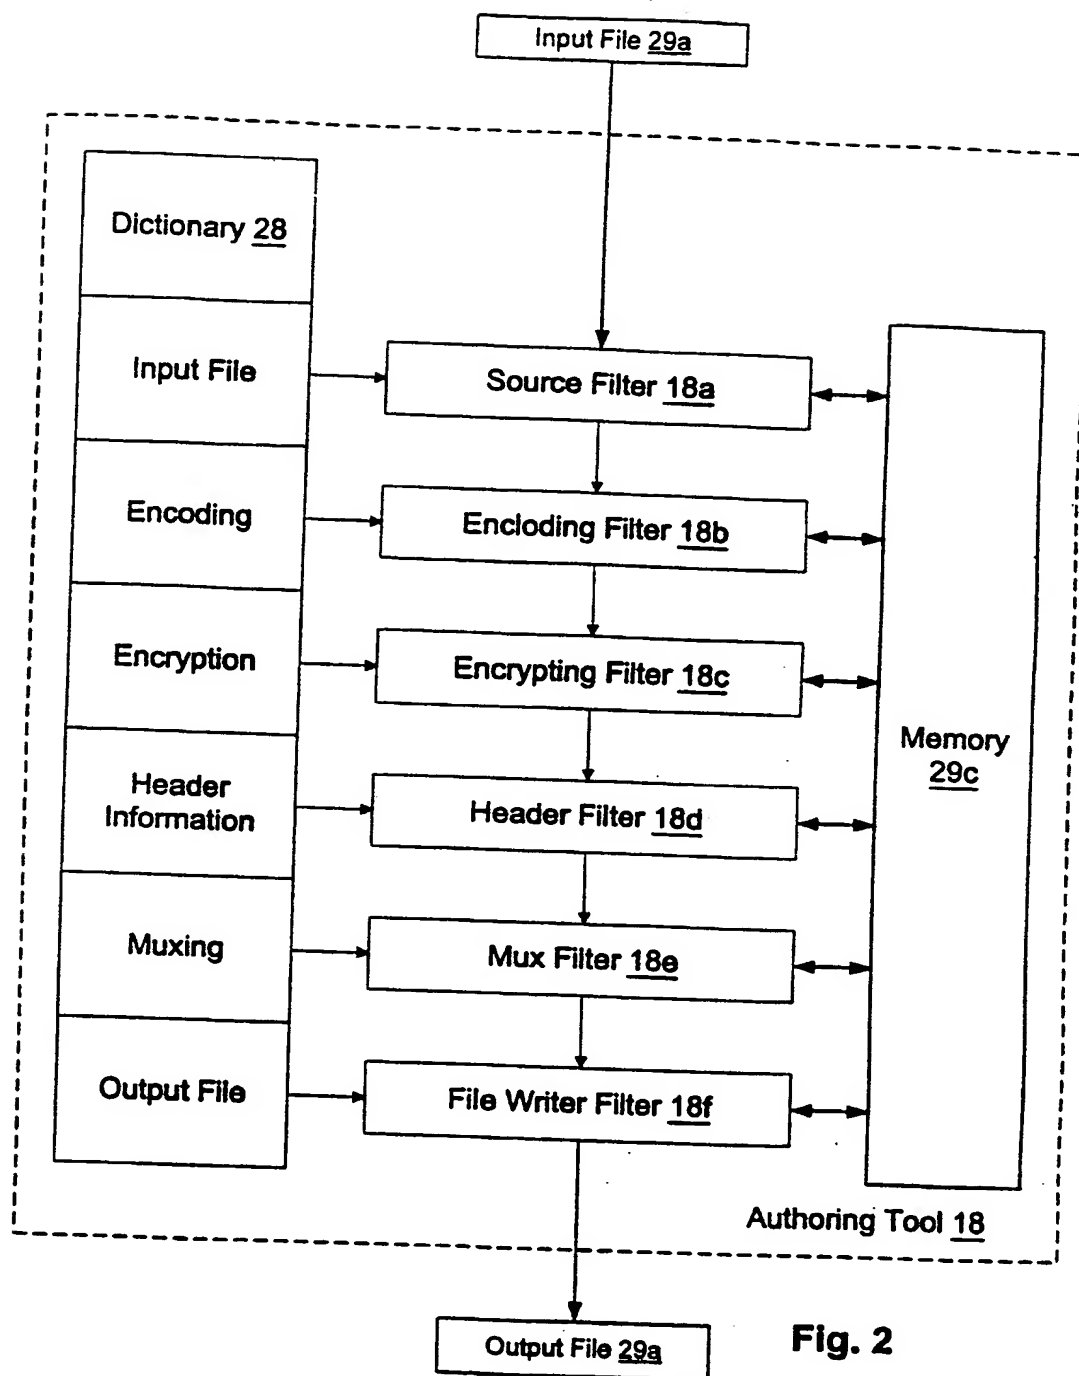 Input File 29a
Dictionary 28
Input File
Source Filter 18a
Encoding
Encloding Filter 18b
Encryption
Encrypting Filter 18c
Memory
29c
Header
Information
Header Filter 18d
Muxing
Mux Filter 18e
Output File
File Writer Filter 18f
Authoring Tool 18
Output File 29a
Fig. 2